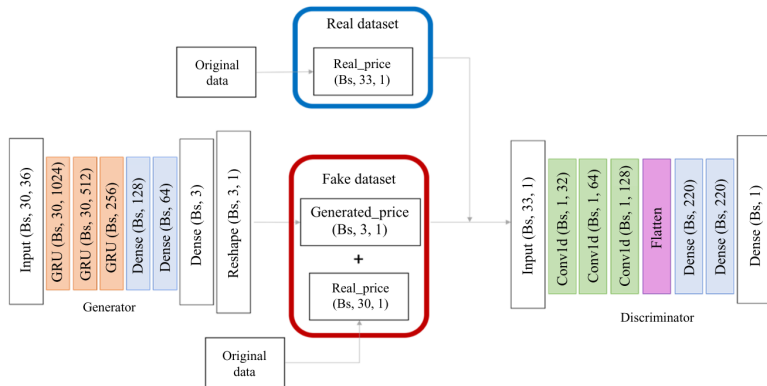 Real dataset
Original
data
Real_price
(Bs, 33, 1)
Input (Bs, 30, 36)
GRU (Bs, 30, 1024)
GRU (Bs, 30, 512)
GRU (Bs, 256)
Dense (Bs, 128)
Dense (Bs, 64)
Dense (Bs, 3)
Reshape (Bs, 3, 1)
Generator
Fake dataset
Generated_price
(Bs, 3, 1)
+
Real_price
(Bs, 30, 1)
Original
data
Input (Bs, 33, 1)
Conv1d (Bs, 1, 32)
Conv1d (Bs, 1, 64)
Conv1d (Bs, 1, 128)
Flatten
Dense (Bs, 220)
Dense (Bs, 220)
Dense (Bs, 1)
Discriminator